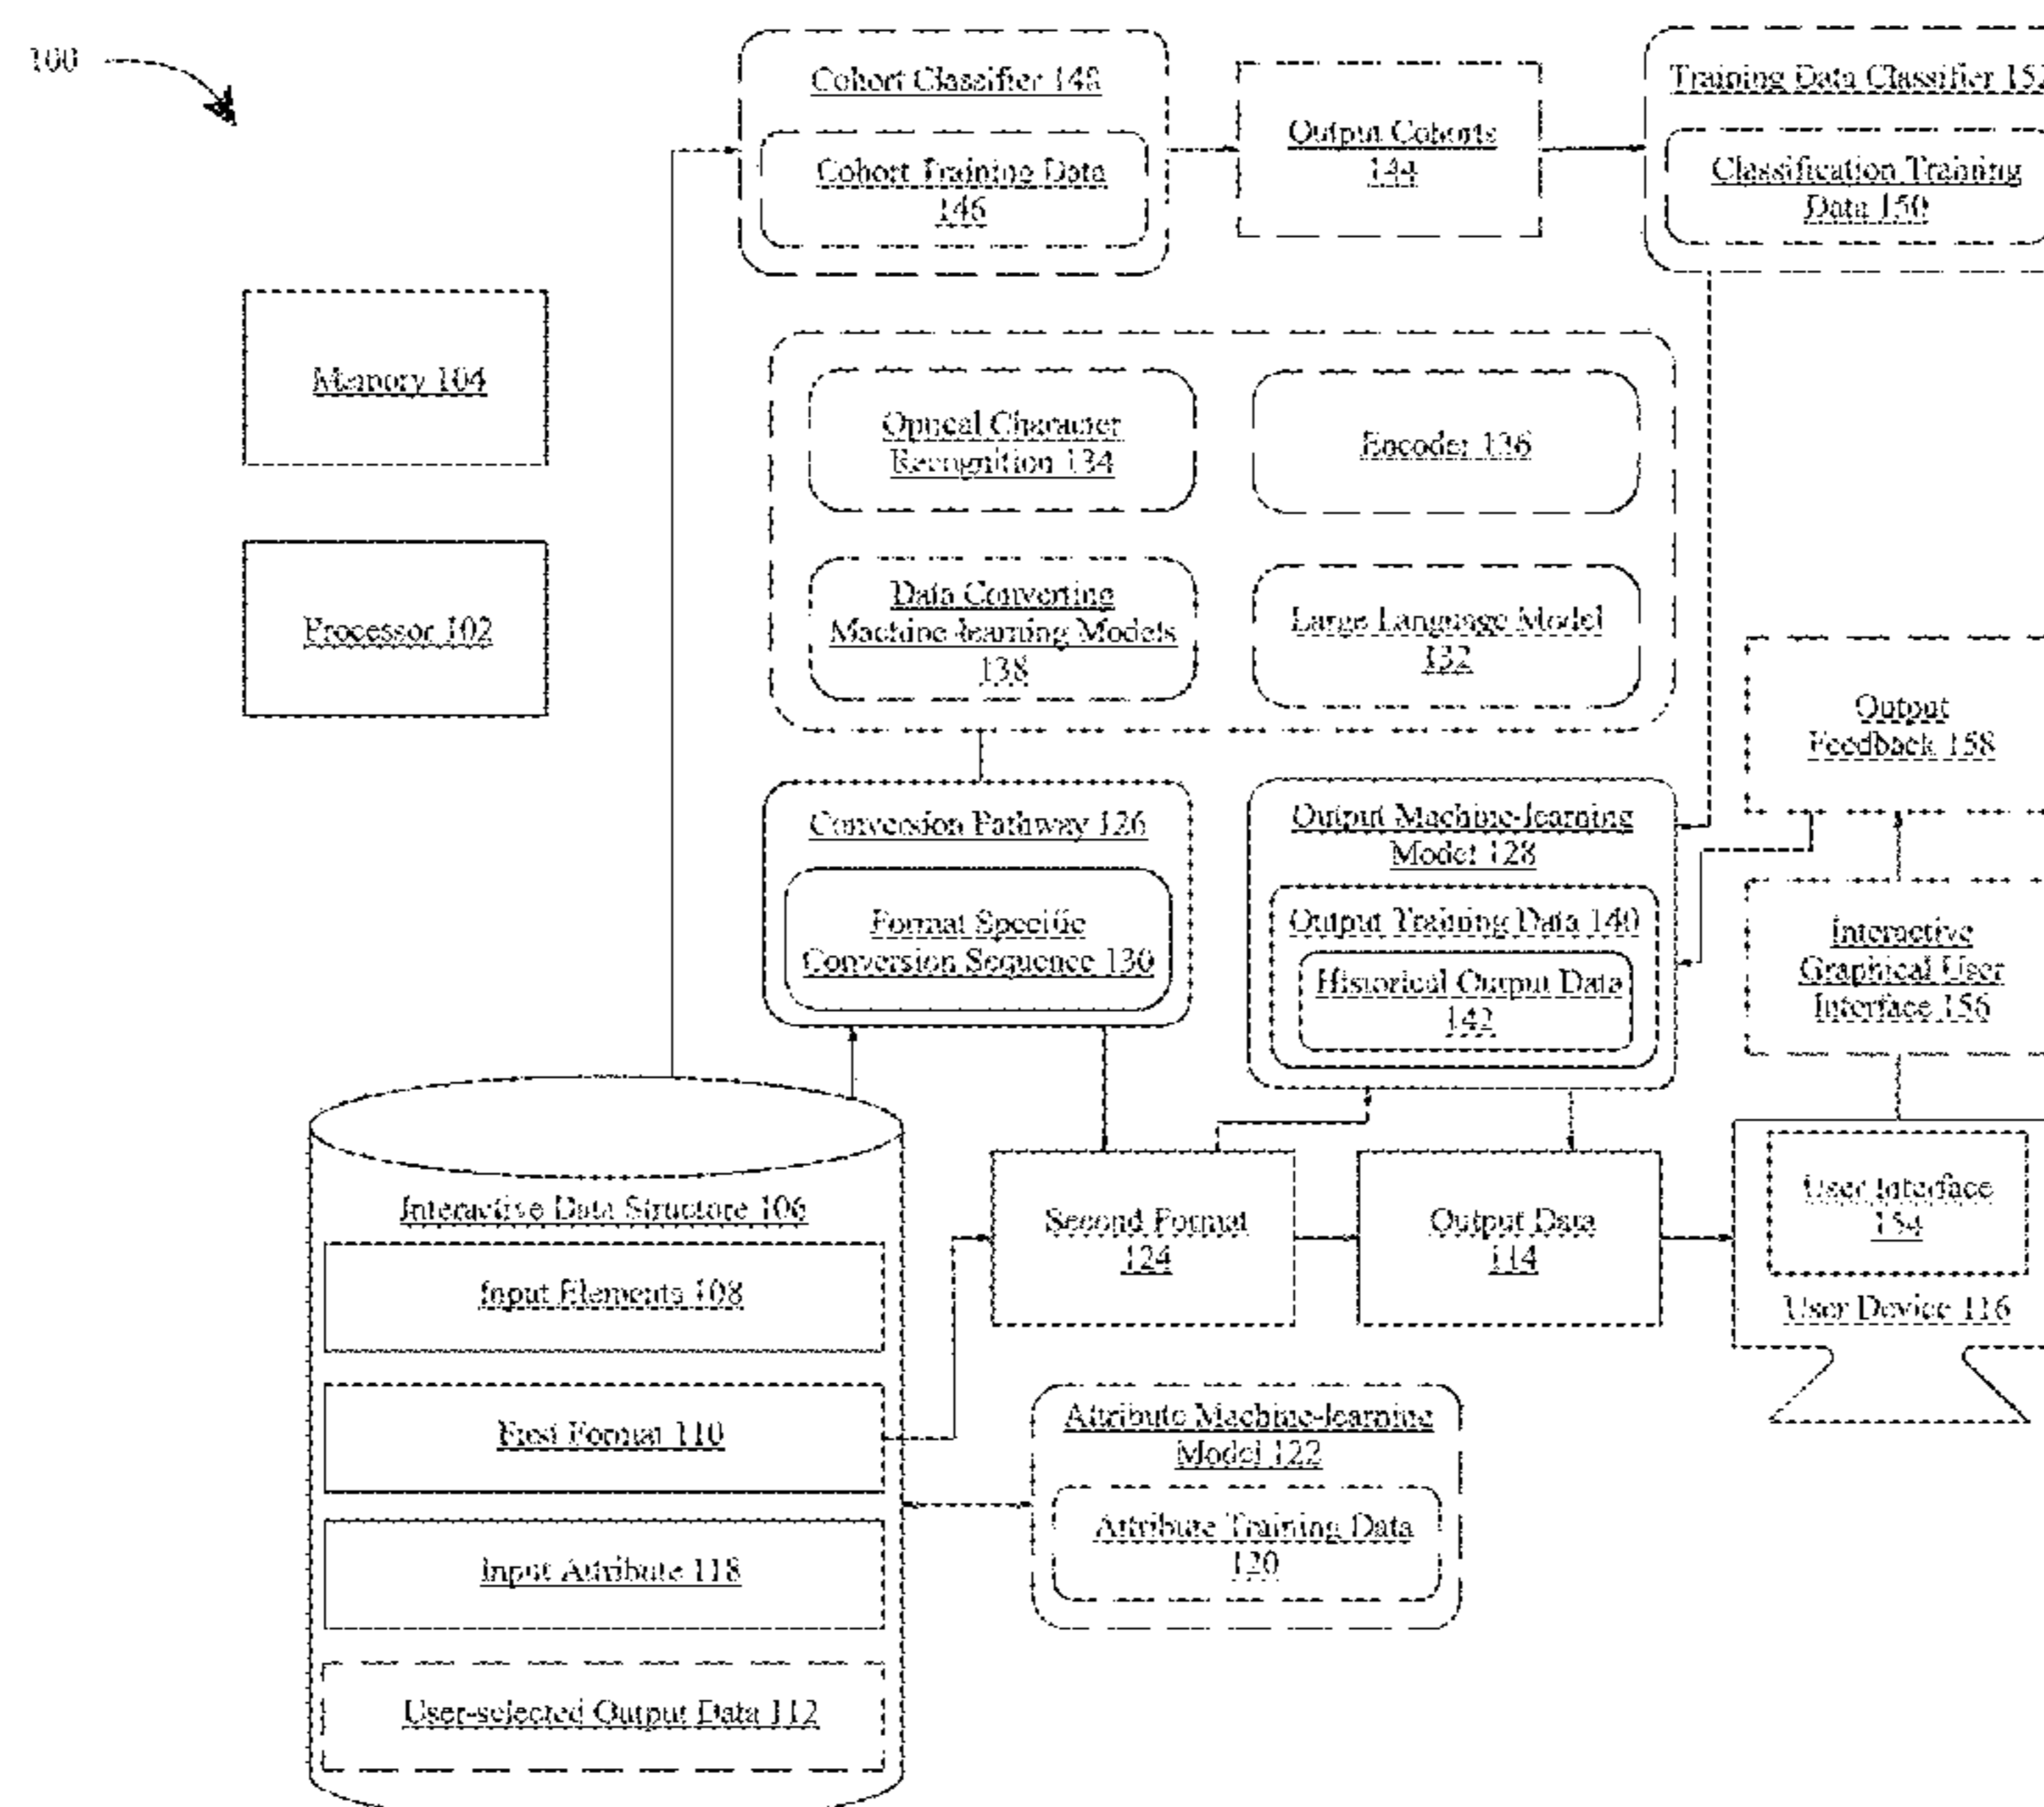 100
Cohort Classifier 148
Cohort Training Data
146
Output Cohorts
144
Training Data Classifier 152
Classification Training
Data 150
Memory 104
Processor 102
Optical Character
Recognition 134
Encoder 136
Data Converting
Machine-learning Models
138
Large Language Model
132
Conversion Pathway 126
Format Specific
Conversion Sequence 130
Output Machine-learning
Model 128
Output Training Data 140
Historical Output Data
142
Output
Feedback 158
Interactive
Graphical User
Interface 156
Interactive Data Structure 106
Input Elements 108
First Format 110
Input Attribute 118
User-selected Output Data 112
Second Format
124
Output Data
114
User Interface
154
User Device 116
Attribute Machine-learning
Model 122
Attribute Training Data
120